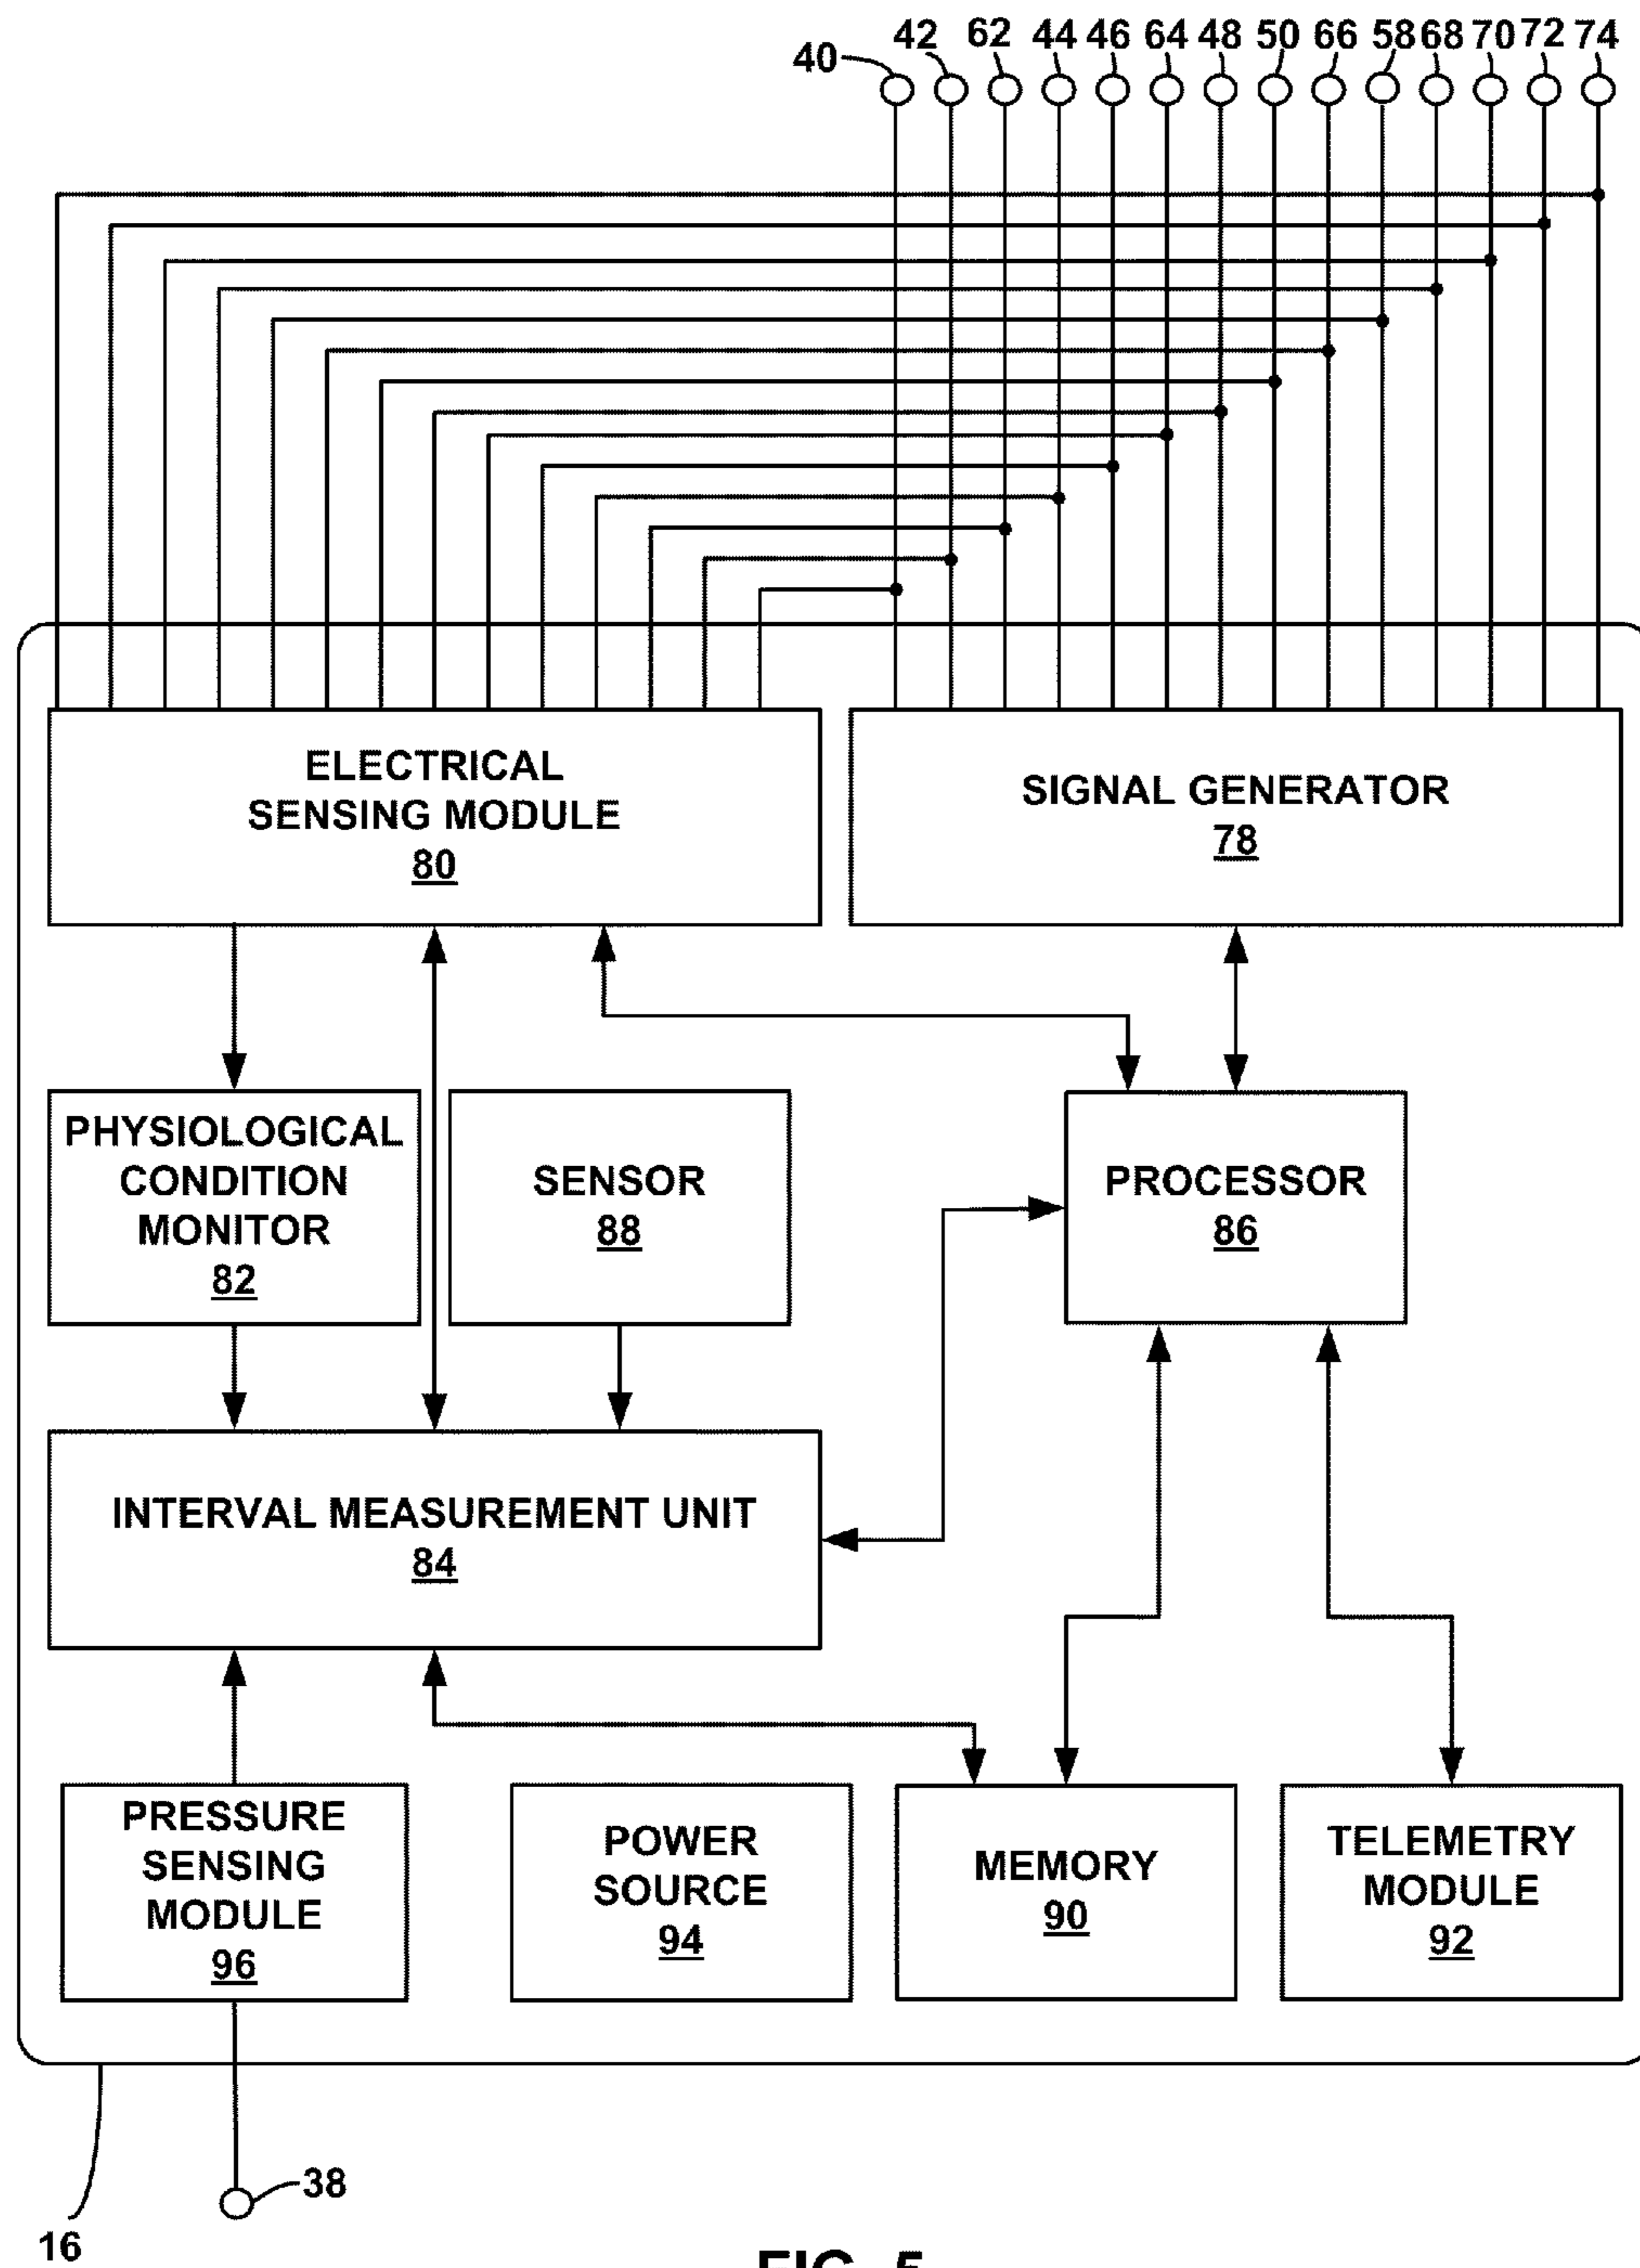 40 42 62 44 46 64 48 50 66 58 68 70 72 74
ELECTRICAL
SENSING MODULE
80
SIGNAL GENERATOR
78
PHYSIOLOGICAL
CONDITION
MONITOR
82
SENSOR
88
PROCESSOR
86
INTERVAL MEASUREMENT UNIT
84
PRESSURE
SENSING
MODULE
96
POWER
SOURCE
94
MEMORY
90
TELEMETRY
MODULE
92
38
16
FIG. 5